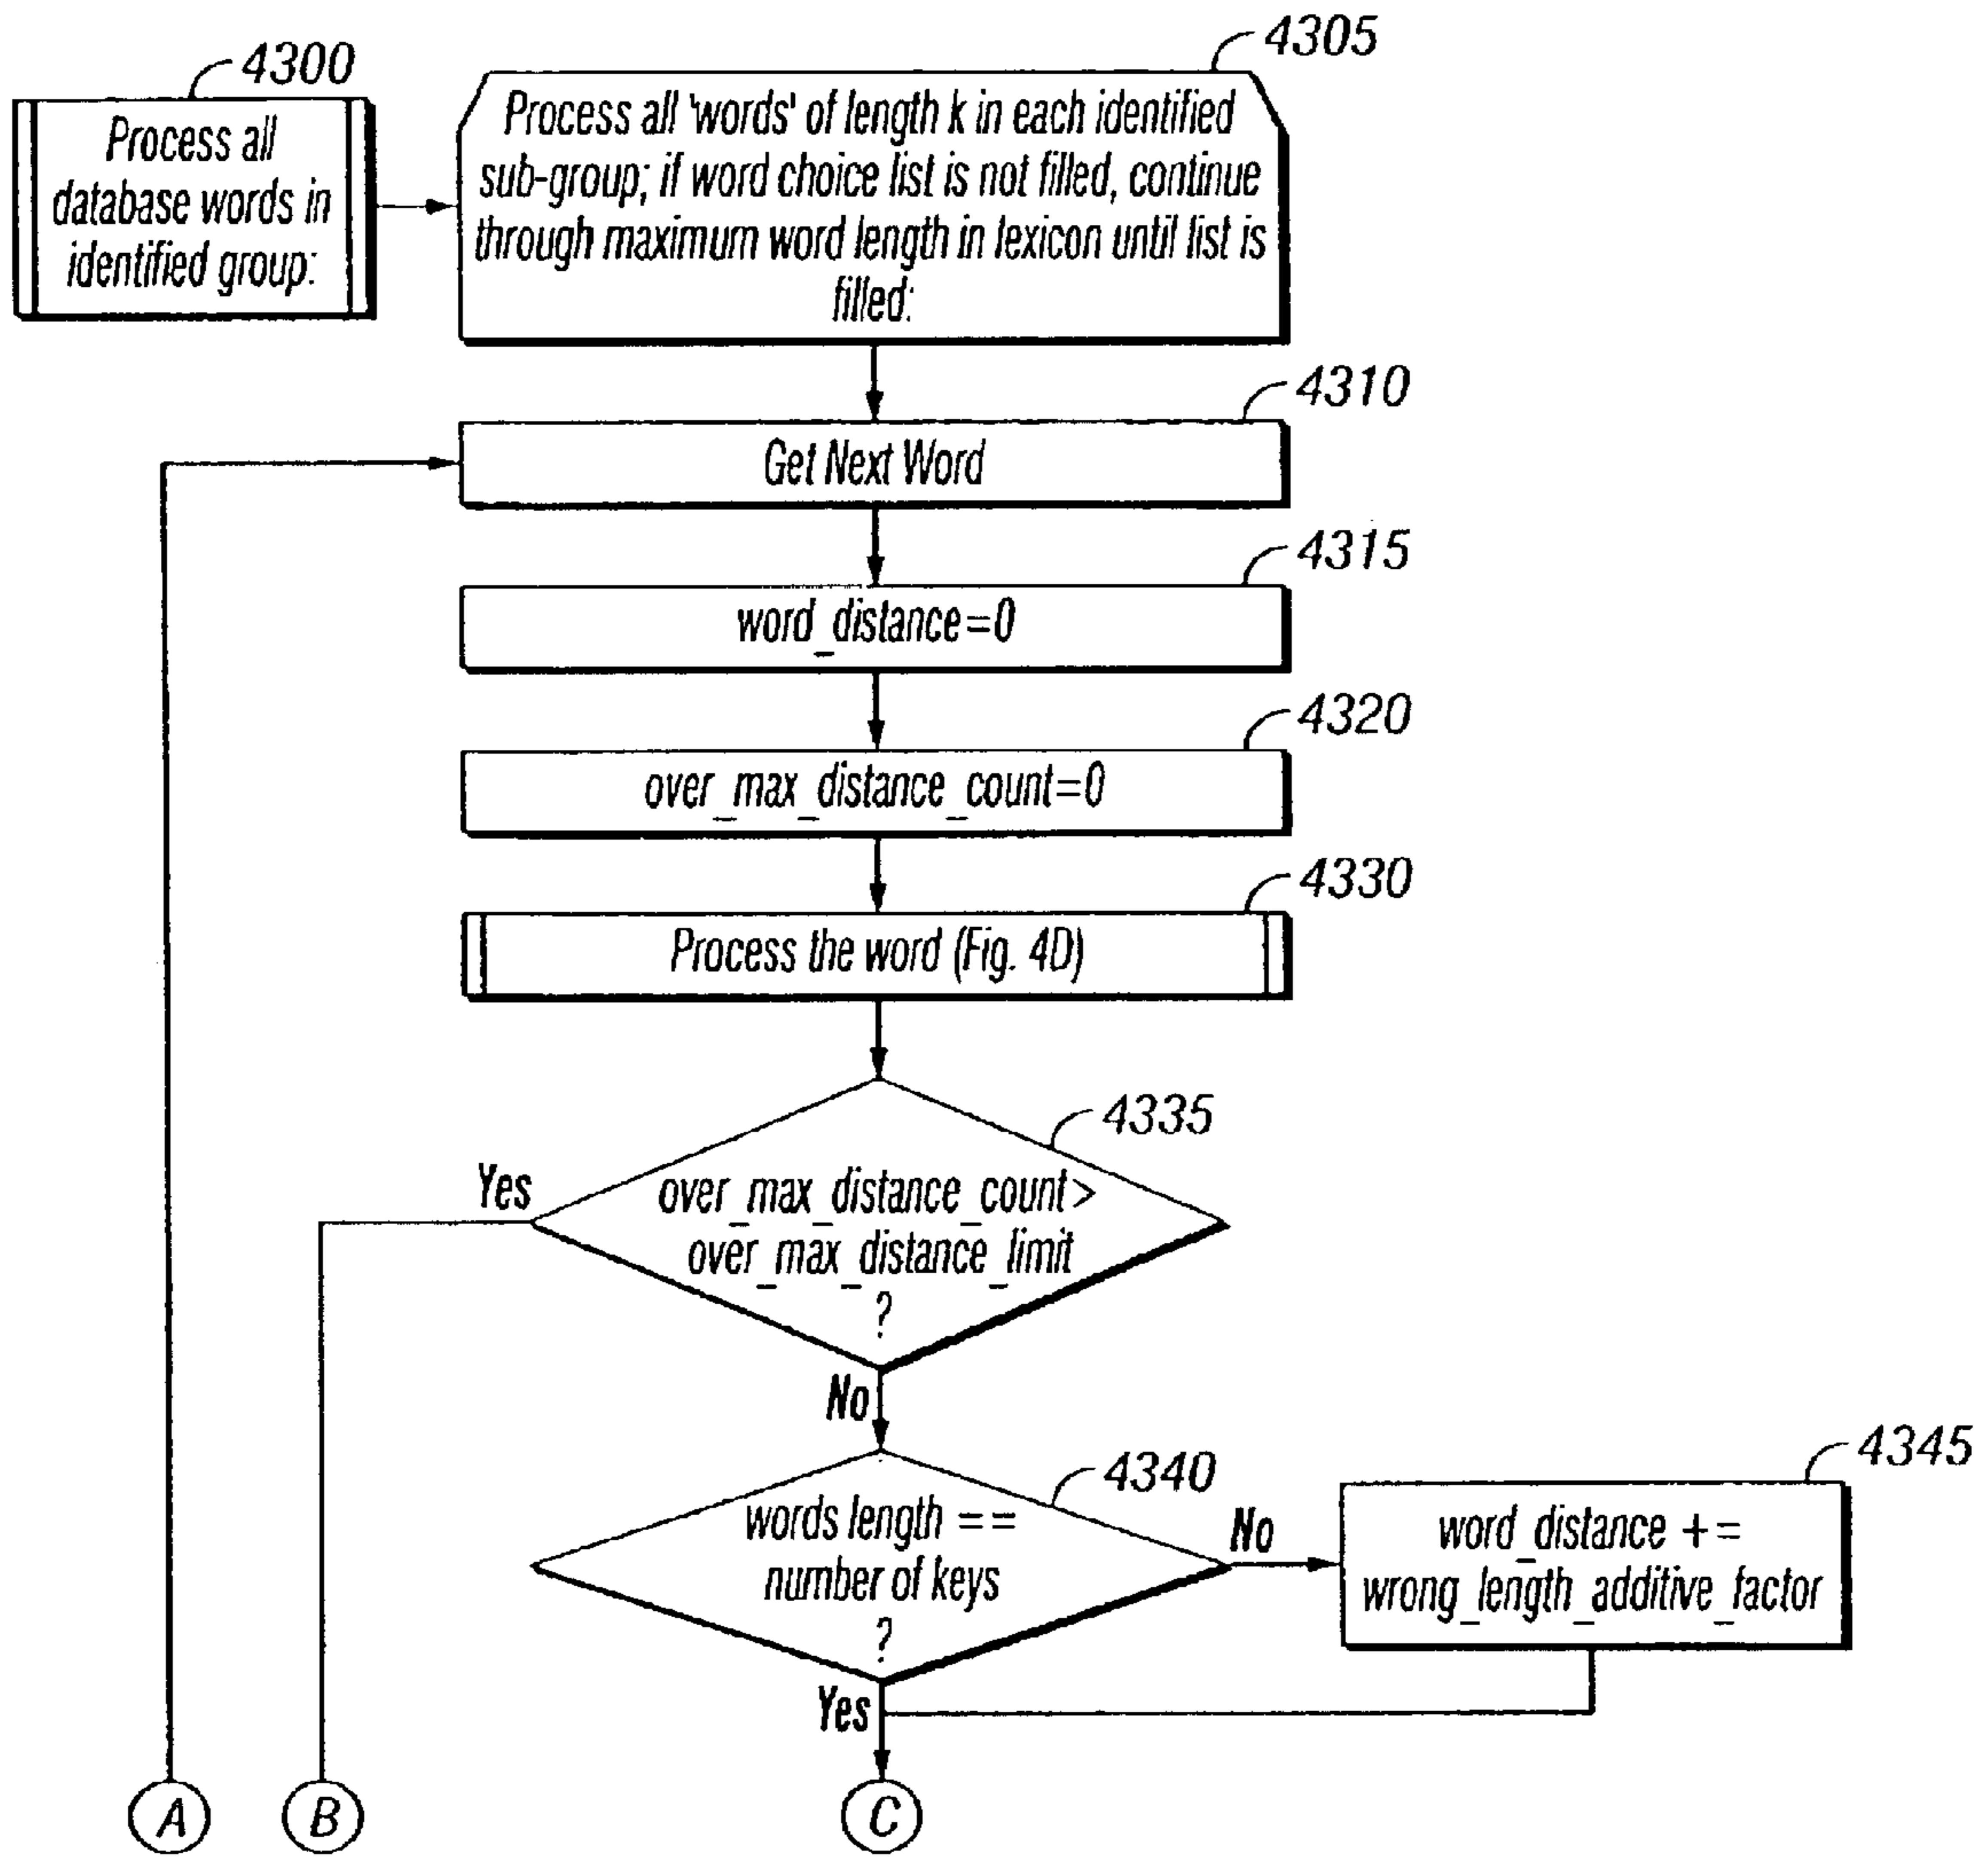 4300
Process all
database words in
identified group:
4305
Process all 'words' of length k in each identified
sub-group; if word choice list is not filled, continue
through maximum word length in lexicon until list is
filled:
4310
Get Next Word
4315
word_distance=0
4320
over_max_distance_count=0
4330
Process the word (Fig. 4D)
4335
over_max_distance_count>
over_max_distance_limit
?
Yes
No
4340
words length ==
number of keys
?
No
Yes
4345
word_distance +=
wrong_length_additive_factor
A
B
C